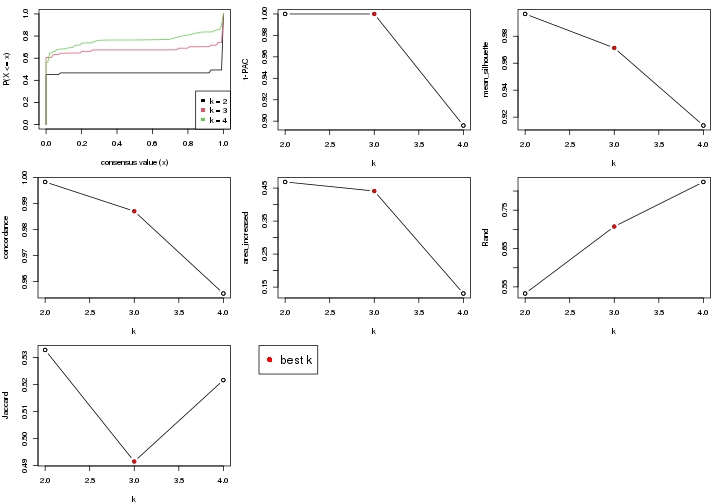 P(X <= x)
0.0 0.2 0.4 0.6 0.8 1.0
k = 2
k = 3
k = 4
0.0 0.2 0.4 0.6 0.8 1.0
consensus value (x)
1-PAC
0.90 0.92 0.94 0.96 0.98 1.00
2.0 2.5 3.0 3.5 4.0
k
mean_silhouette
0.92 0.94 0.96 0.98
2.0 2.5 3.0 3.5 4.0
k
concordance
0.96 0.97 0.98 0.99 1.00
2.0 2.5 3.0 3.5 4.0
k
area_increased
0.15 0.25 0.35 0.45
2.0 2.5 3.0 3.5 4.0
k
Rand
0.55 0.65 0.75
2.0 2.5 3.0 3.5 4.0
k
Jaccard
0.49 0.50 0.51 0.52 0.53
2.0 2.5 3.0 3.5 4.0
k
best k